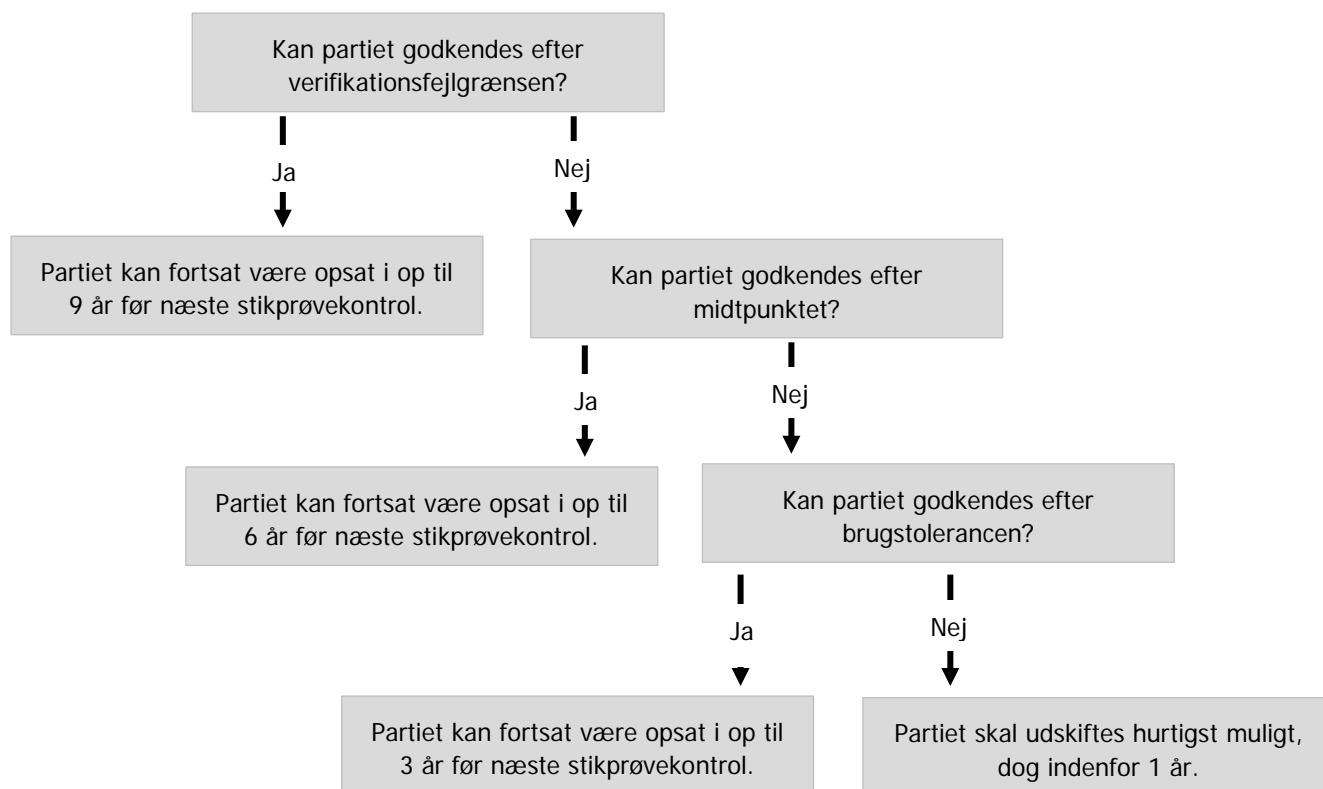 Kan partiet godkendes efter
verifikationsfejlgrænsen?
Ja
Nej
Partiet kan fortsat være opsat i op til
9 år før næste stikprøvekontrol.
Kan partiet godkendes efter
midtpunktet?
Ja
Nej
Partiet kan fortsat være opsat i op til
6 år før næste stikprøvekontrol.
Kan partiet godkendes efter
brugstolerancen?
Ja
Nej
Partiet kan fortsat være opsat i op til
3 år før næste stikprøvekontrol.
Partiet skal udskiftes hurtigst muligt,
dog indenfor 1 år.